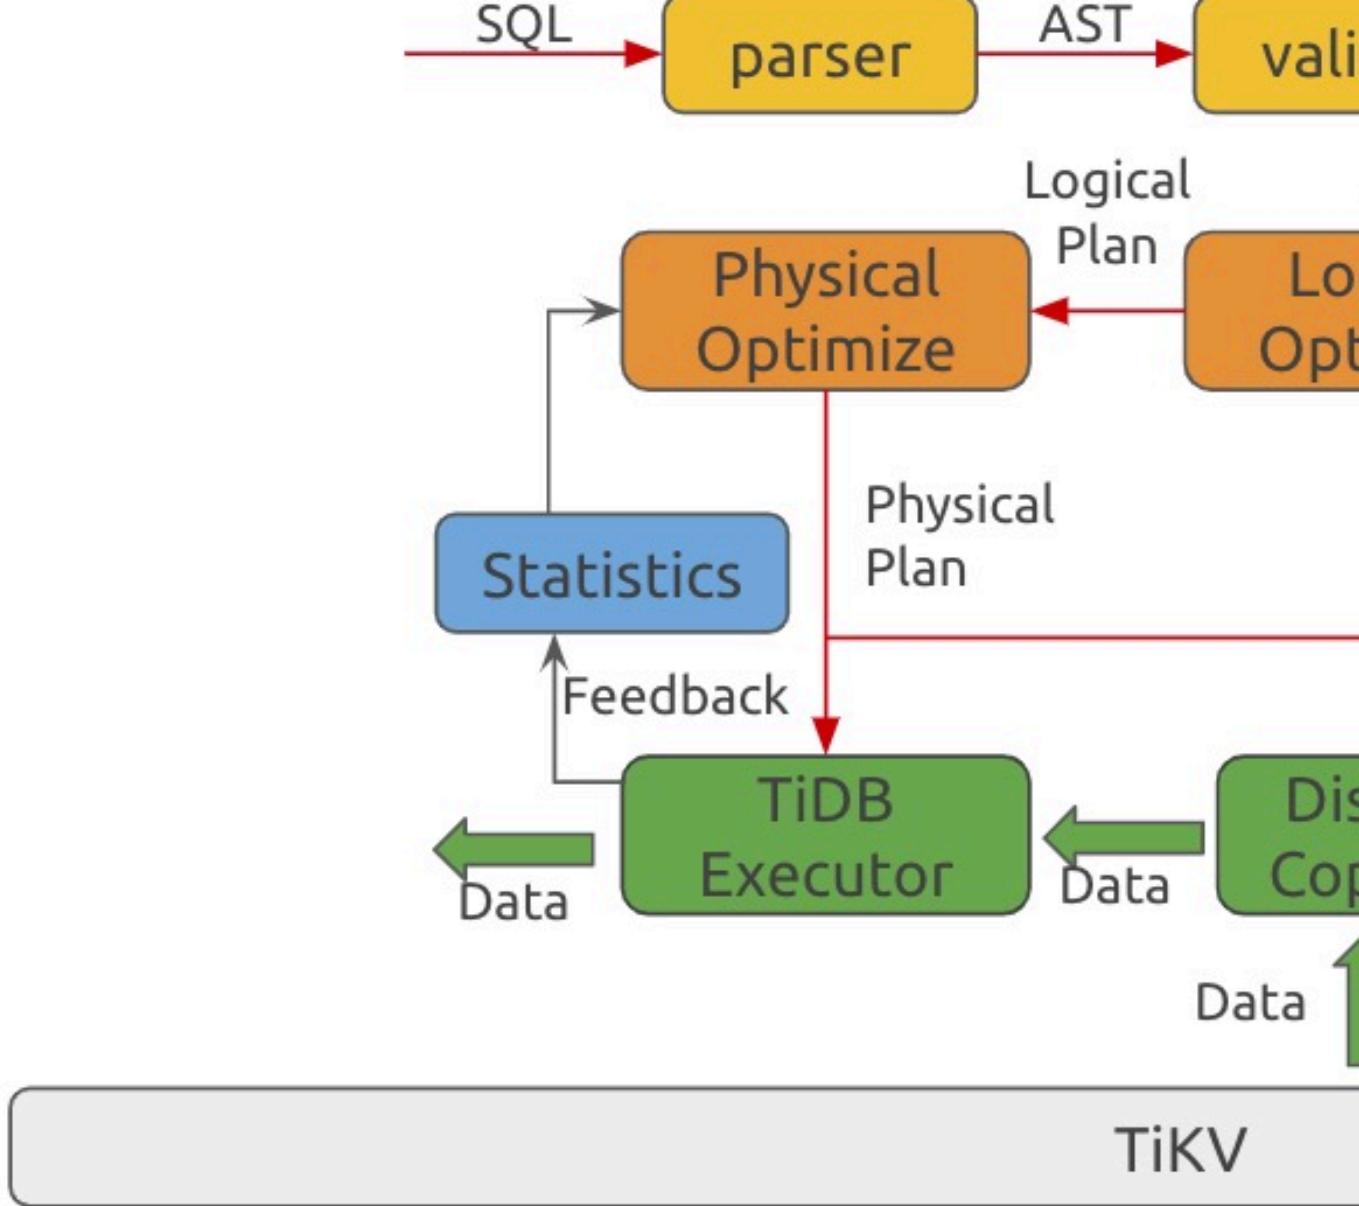 SQL
parser
AST
Logical
Plan
Physical
Optimize
Physical
Plan
Statistics
Feedback
TiDB
Executor
Data
Data
Data
TiKV